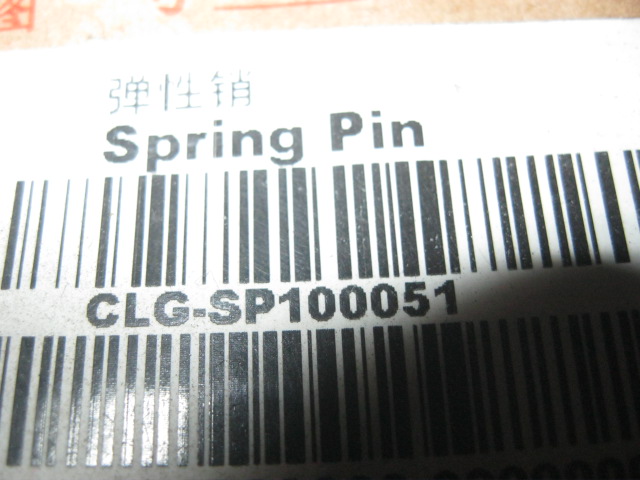 弹性销
Spring Pin
CLG-SP100051